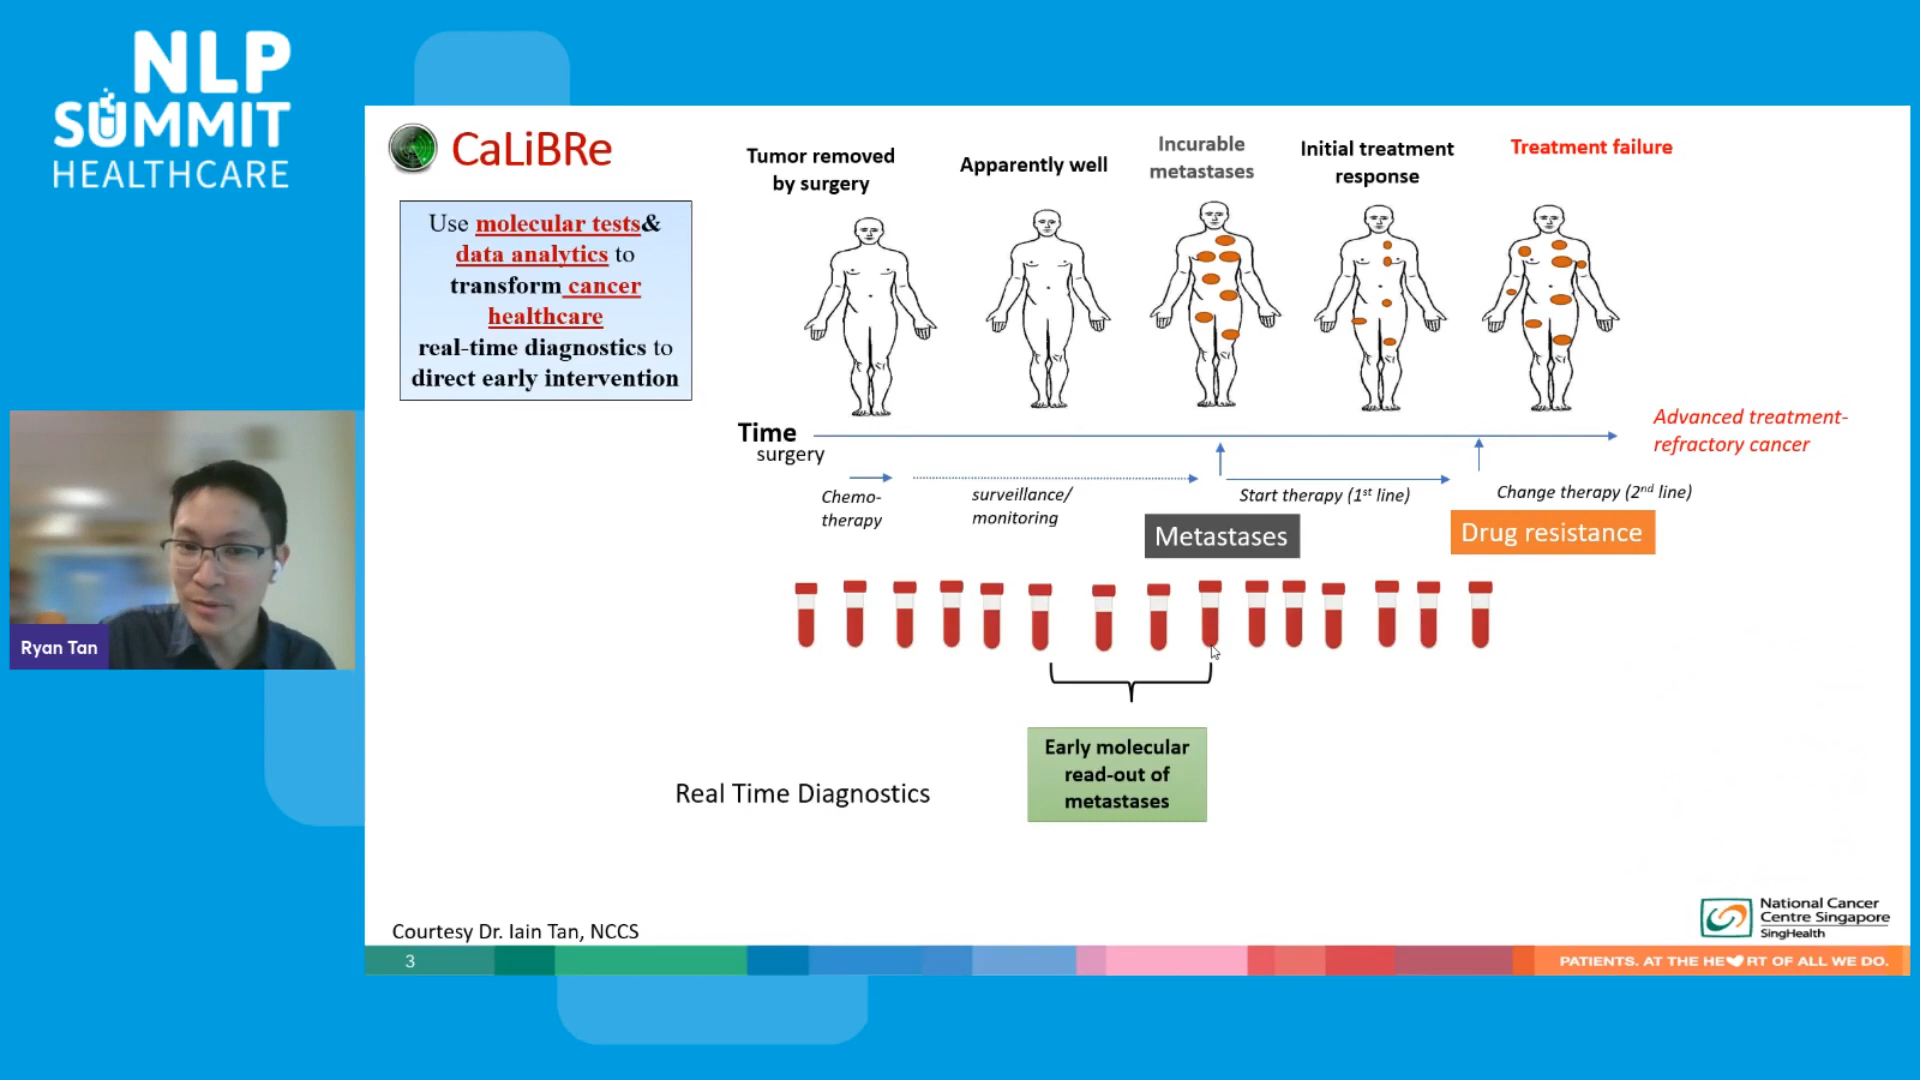 NLP
SUMMIT
HEALTHCARE
CaLiBRe
Use molecular tests&
data analytics to
transform cancer
healthcare
real-time diagnostics to
direct early intervention
Tumor removed
by surgery
Apparently well
Incurable
metastases
Initial treatment
response
Treatment failure
Time
surgery
Advanced treatment-
refractory cancer
Chemo-
therapy
surveillance/
monitoring
Start therapy (1st line)
Change therapy (2nd line)
Metastases
Drug resistance
Ryan Tan
Early molecular
read-out of
metastases
Real Time Diagnostics
Courtesy Dr. Iain Tan, NCCS
National Cancer
Centre Singapore
SingHealth
3
PATIENTS. AT THE HE❤RT OF ALL WE DO.